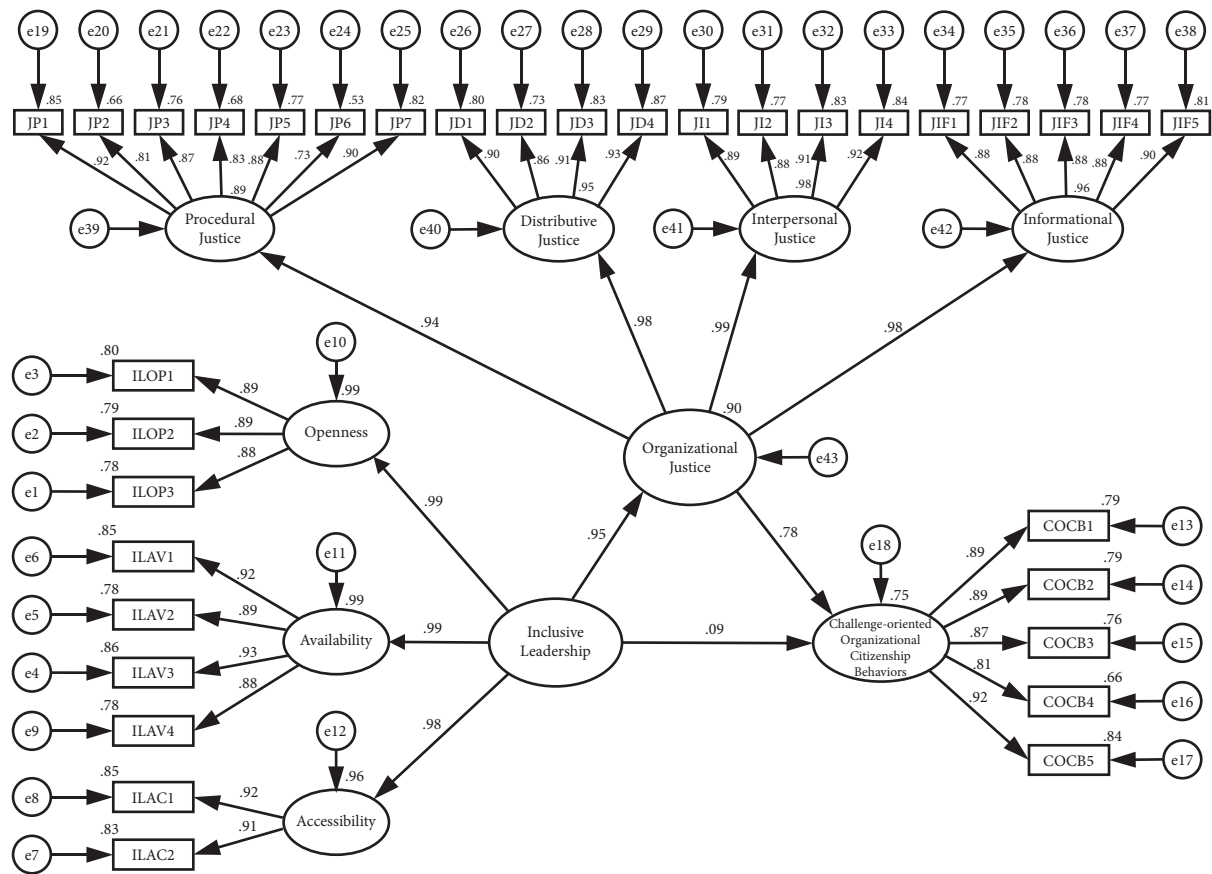 e19 e20 e21 e22 e23 e24 e25 e26 e27 e28 e29 e30 e31 e32 e33 e34 e35 e36 e37 e38
.85 .66 .76 .68 .77 .53 .82 .80 .73 .83 .87 .79 .77 .83 .84 .77 .78 .78 .77 .81
JP1 JP2 JP3 JP4 JP5 JP6 JP7 JD1 JD2 JD3 JD4 JI1 JI2 JI3 JI4 JIF1 JIF2 JIF3 JIF4 JIF5
.92 .81 .87 .83 .88 .73 .90 .90 .86 .91 .93 .89 .88 .91 .92 .88 .88 .88 .88 .90
.89 .95 .98 .96
e39 Procedural
Justice
e40 Distributive
Justice
e41 Interpersonal
Justice
e42 Informational
Justice
.94 .98 .99 .98
e10
.99
.80
e3 ILOP1 .89
.79
e2 ILOP2 .89
Openness
.78
e1 ILOP3 .88
.90
Organizational
Justice
e43
.99 .95 .78
.85
e6 ILAV1 .92
.78
e5 ILAV2 .89
.86
e4 ILAV3 .93
.78
e9 ILAV4 .88
e11
.99
Availability
.99
Inclusive
Leadership
.09
e18
.75
Challenge-oriented
Organizational
Citizenship
Behaviors
.79
.89 COCB1 e13
.79
.89 COCB2 e14
.76
.87 COCB3 e15
.66
.81 COCB4 e16
.84
.92 COCB5 e17
.98
e12
.96
.85
e8 ILAC1 .92
Accessibility
.83
e7 ILAC2 .91